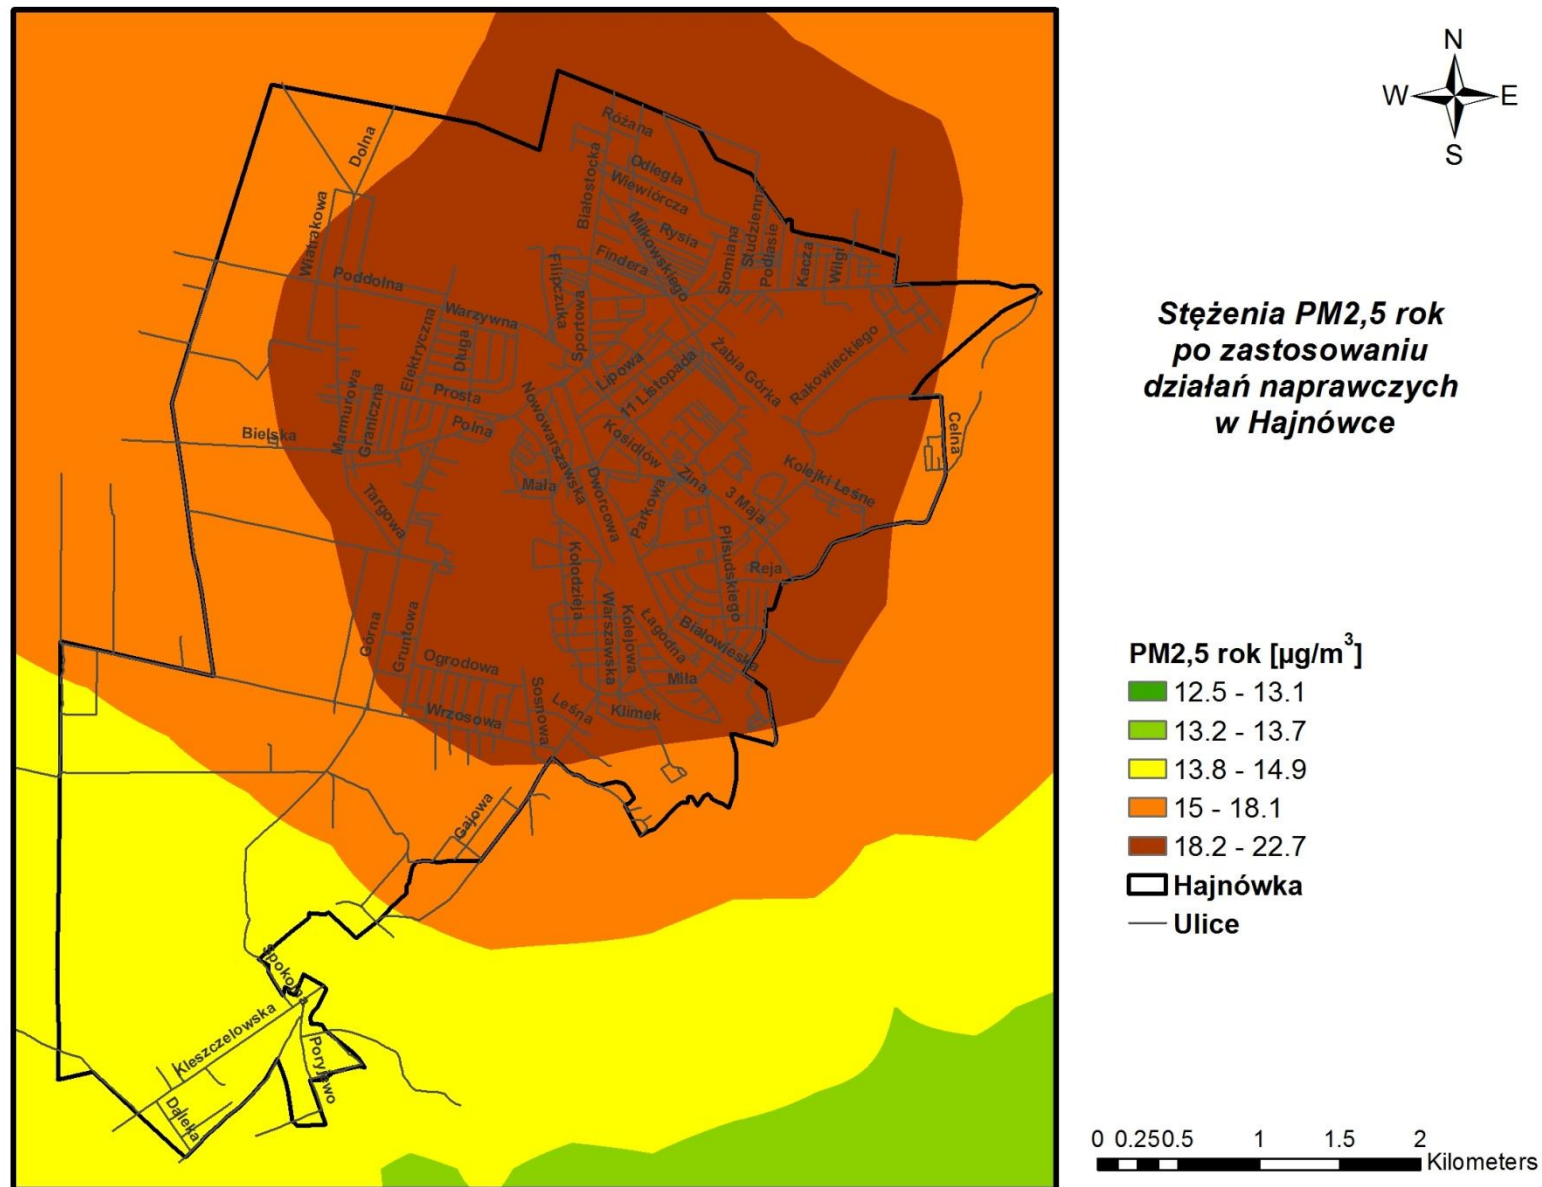 N
W E
S
Stężenia PM2,5 rok
po zastosowaniu
działań naprawczych
w Hajnówce
PM2,5 rok [µg/m³]
12.5 - 13.1
13.2 - 13.7
13.8 - 14.9
15 - 18.1
18.2 - 22.7
Hajnówka
Ulice
0 0.25 0.5 1 1.5 2
Kilometers
Różana
Dolna
Odległa
Wiewiórcza
Białostocka
Wiatrakowa
Rysia
Miłkowskiego
Słomiana
Studzienna
Podlasie
Kacza
Wilgi
Findera
Filipczuka
Sportowa
Poddolna
Warzywna
Elektryczna
Długa
Lipowa
11 Listopada
Żabia Górka
Rakowieckiego
Prosta
Nowowarszawska
Marmurowa
Graniczna
Polna
Bielska
Kosidłów
Celna
Zina
Kolejki Leśne
Mała
Dworcowa
Parkowa
3 Maja
Targowa
Piłsudskiego
Kołodzieja
Reja
Warszawska
Kolejowa
Łagodna
Białowieska
Górna
Gruntowa
Ogrodowa
Miła
Sosnowa
Leśna
Klimek
Wrzosowa
Gajowa
Spokojna
Kleszczelowska
Poryjewo
Daleka